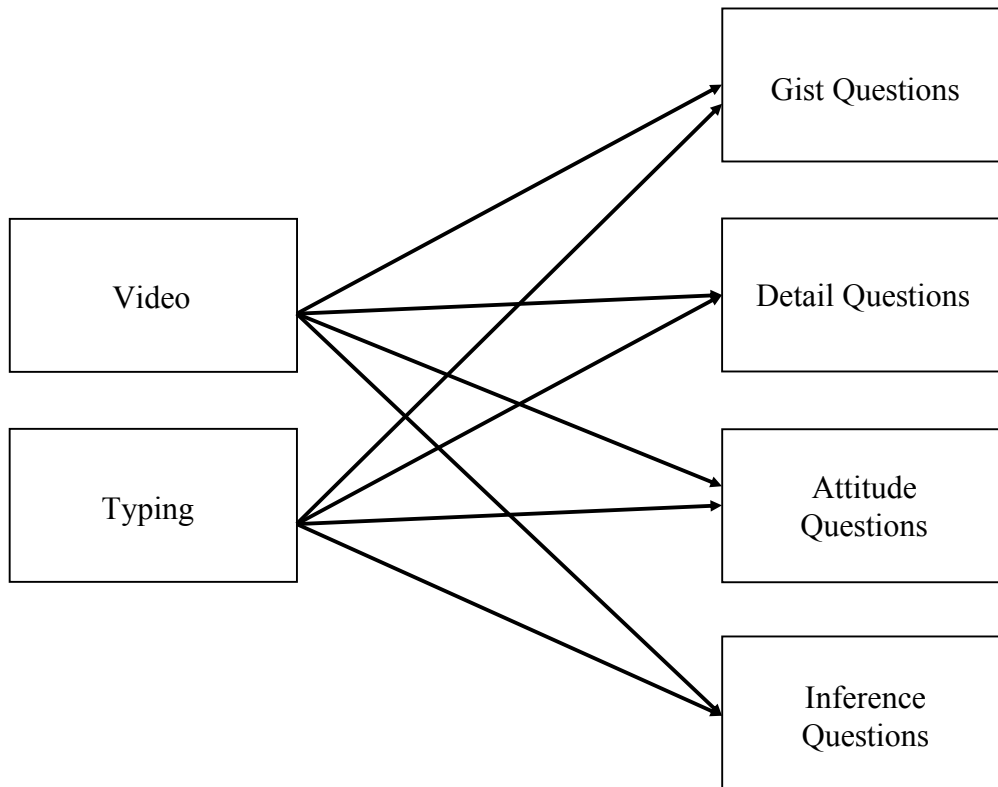 Gist Questions
Video
Detail Questions
Typing
Attitude
Questions
Inference
Questions